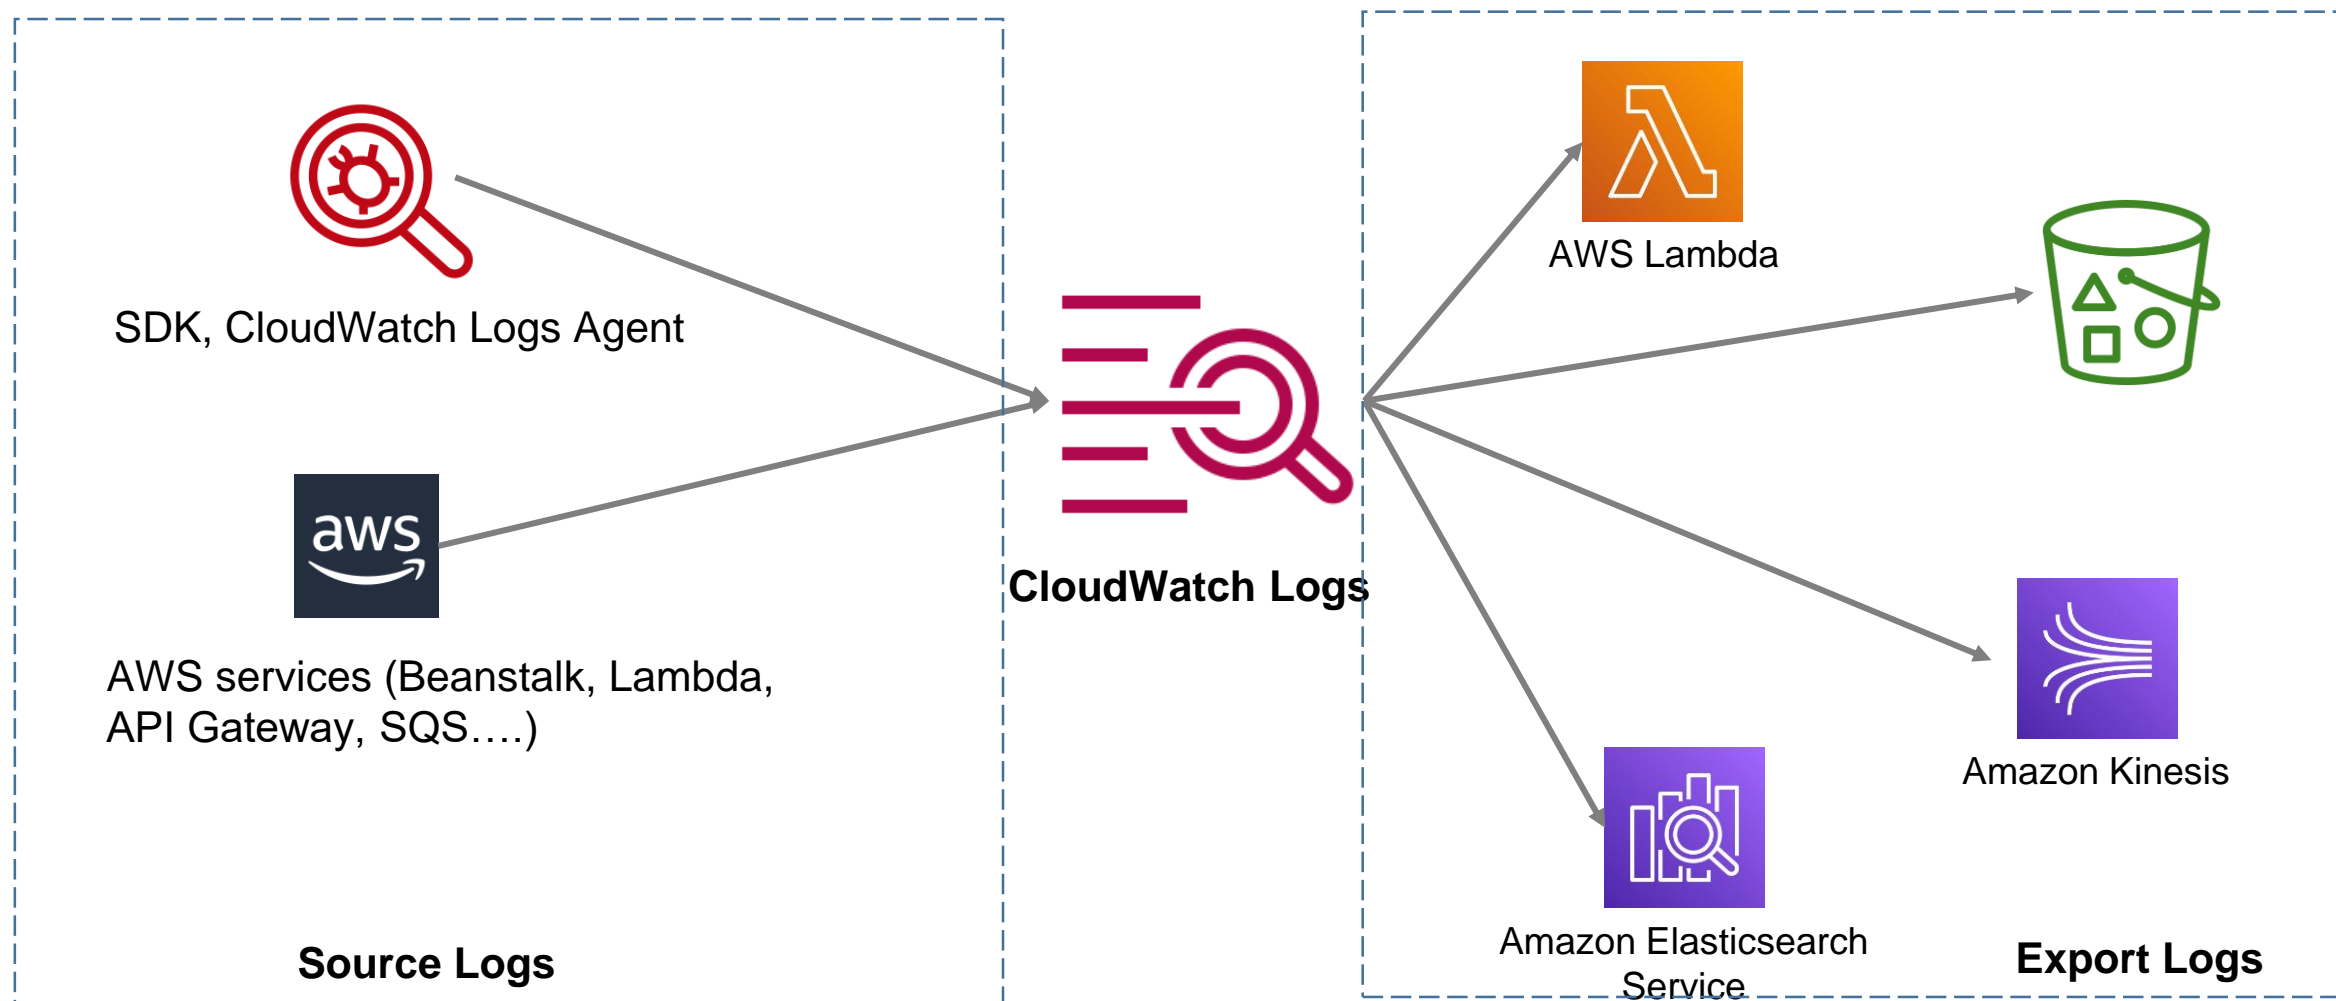 SDK, CloudWatch Logs Agent
aws
AWS services (Beanstalk, Lambda,
API Gateway, SQS….)
Source Logs
CloudWatch Logs
AWS Lambda
Amazon Kinesis
Amazon Elasticsearch
Service
Export Logs